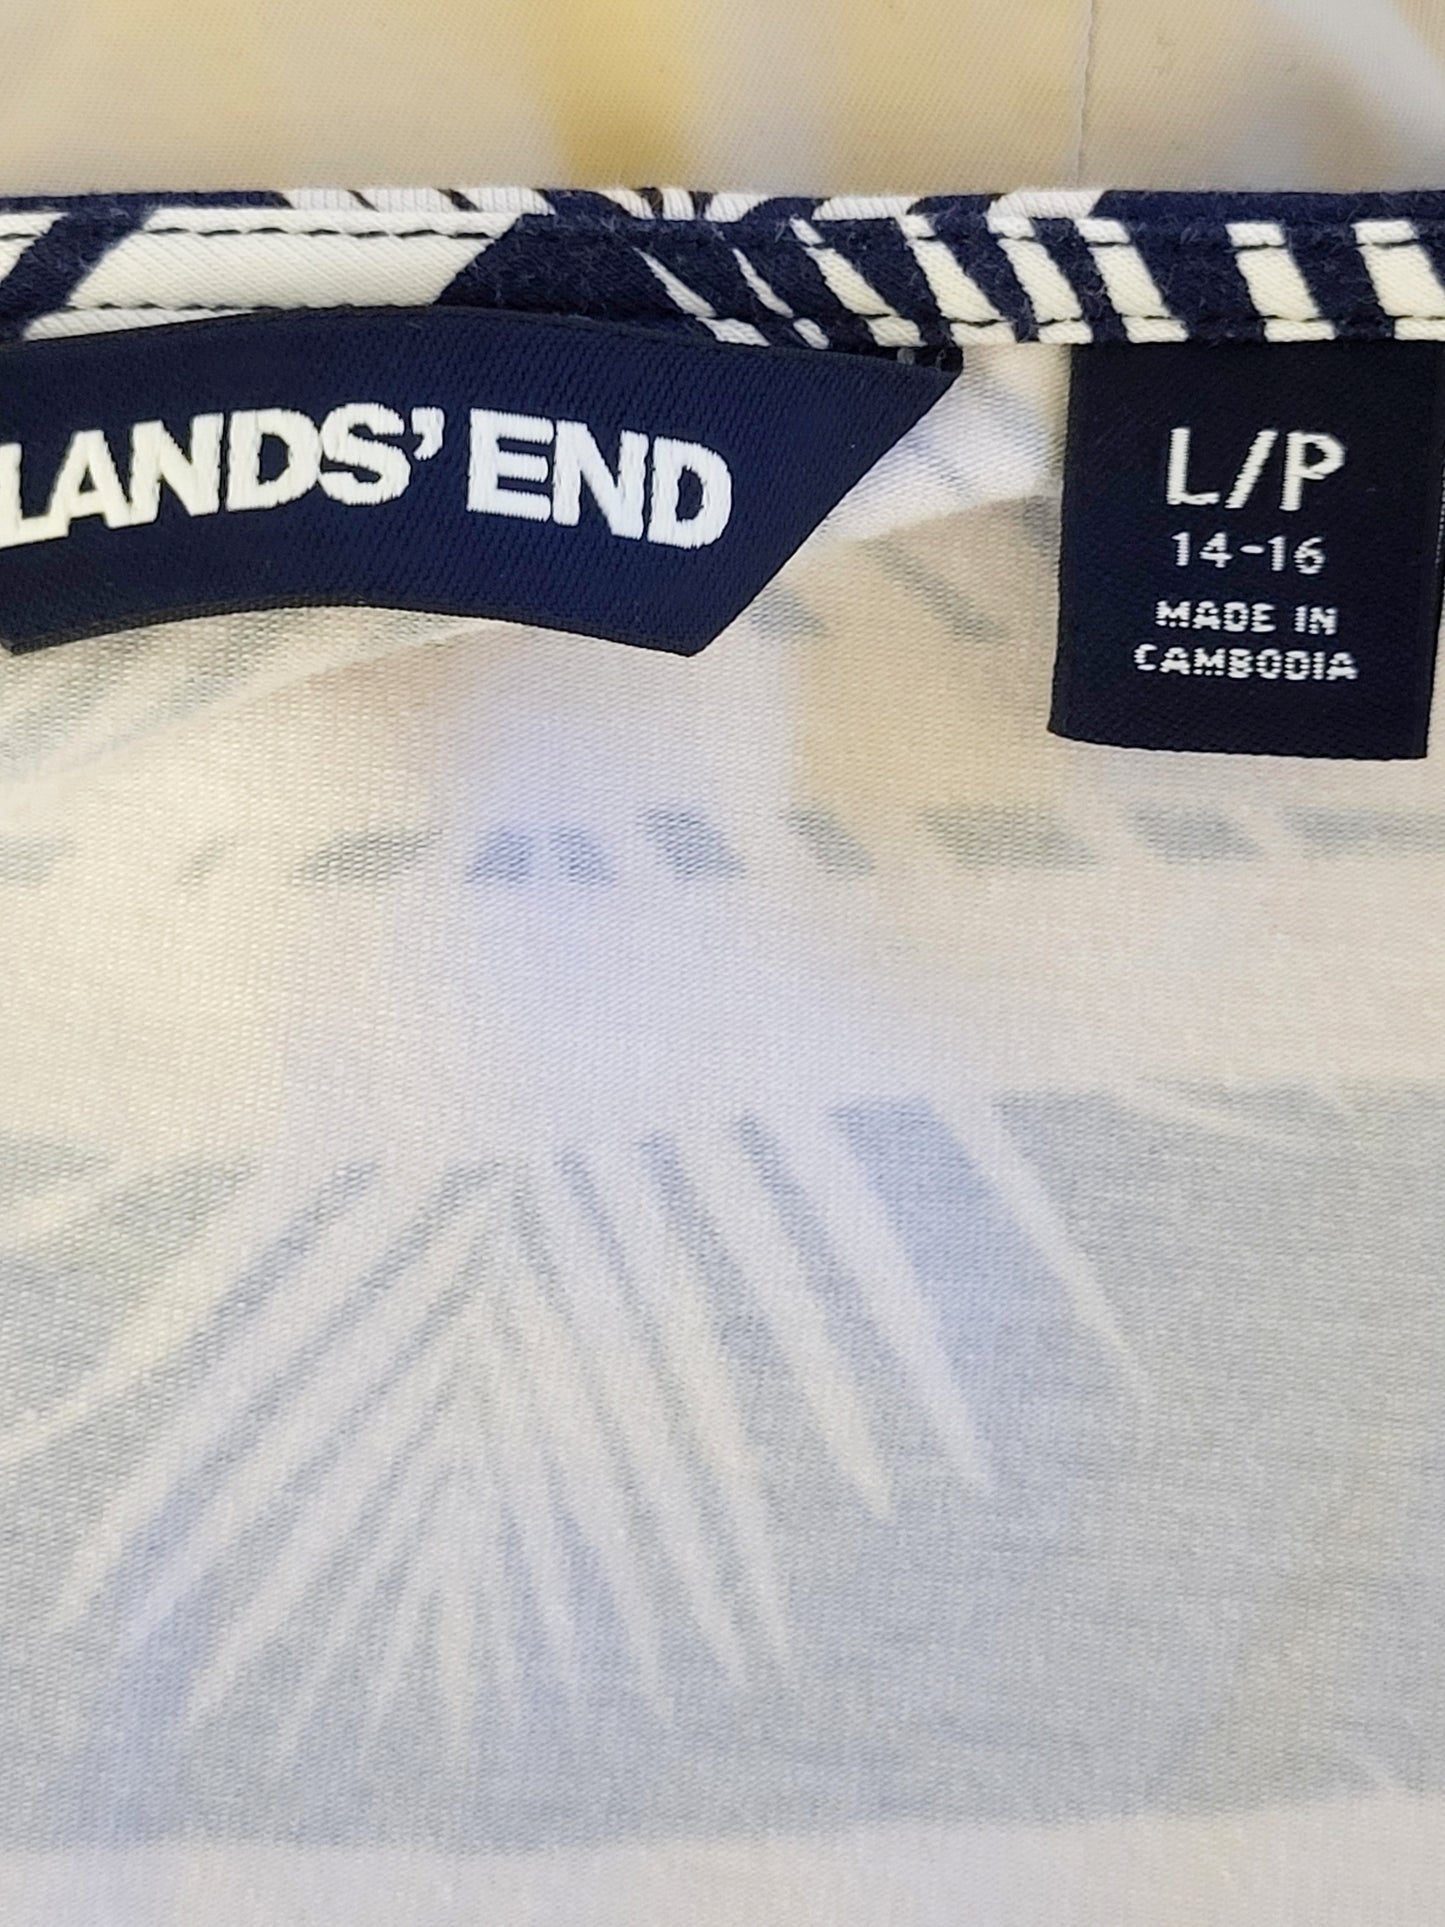 LANDS' END
L/P
14-16
MADE IN
CAMBODIA